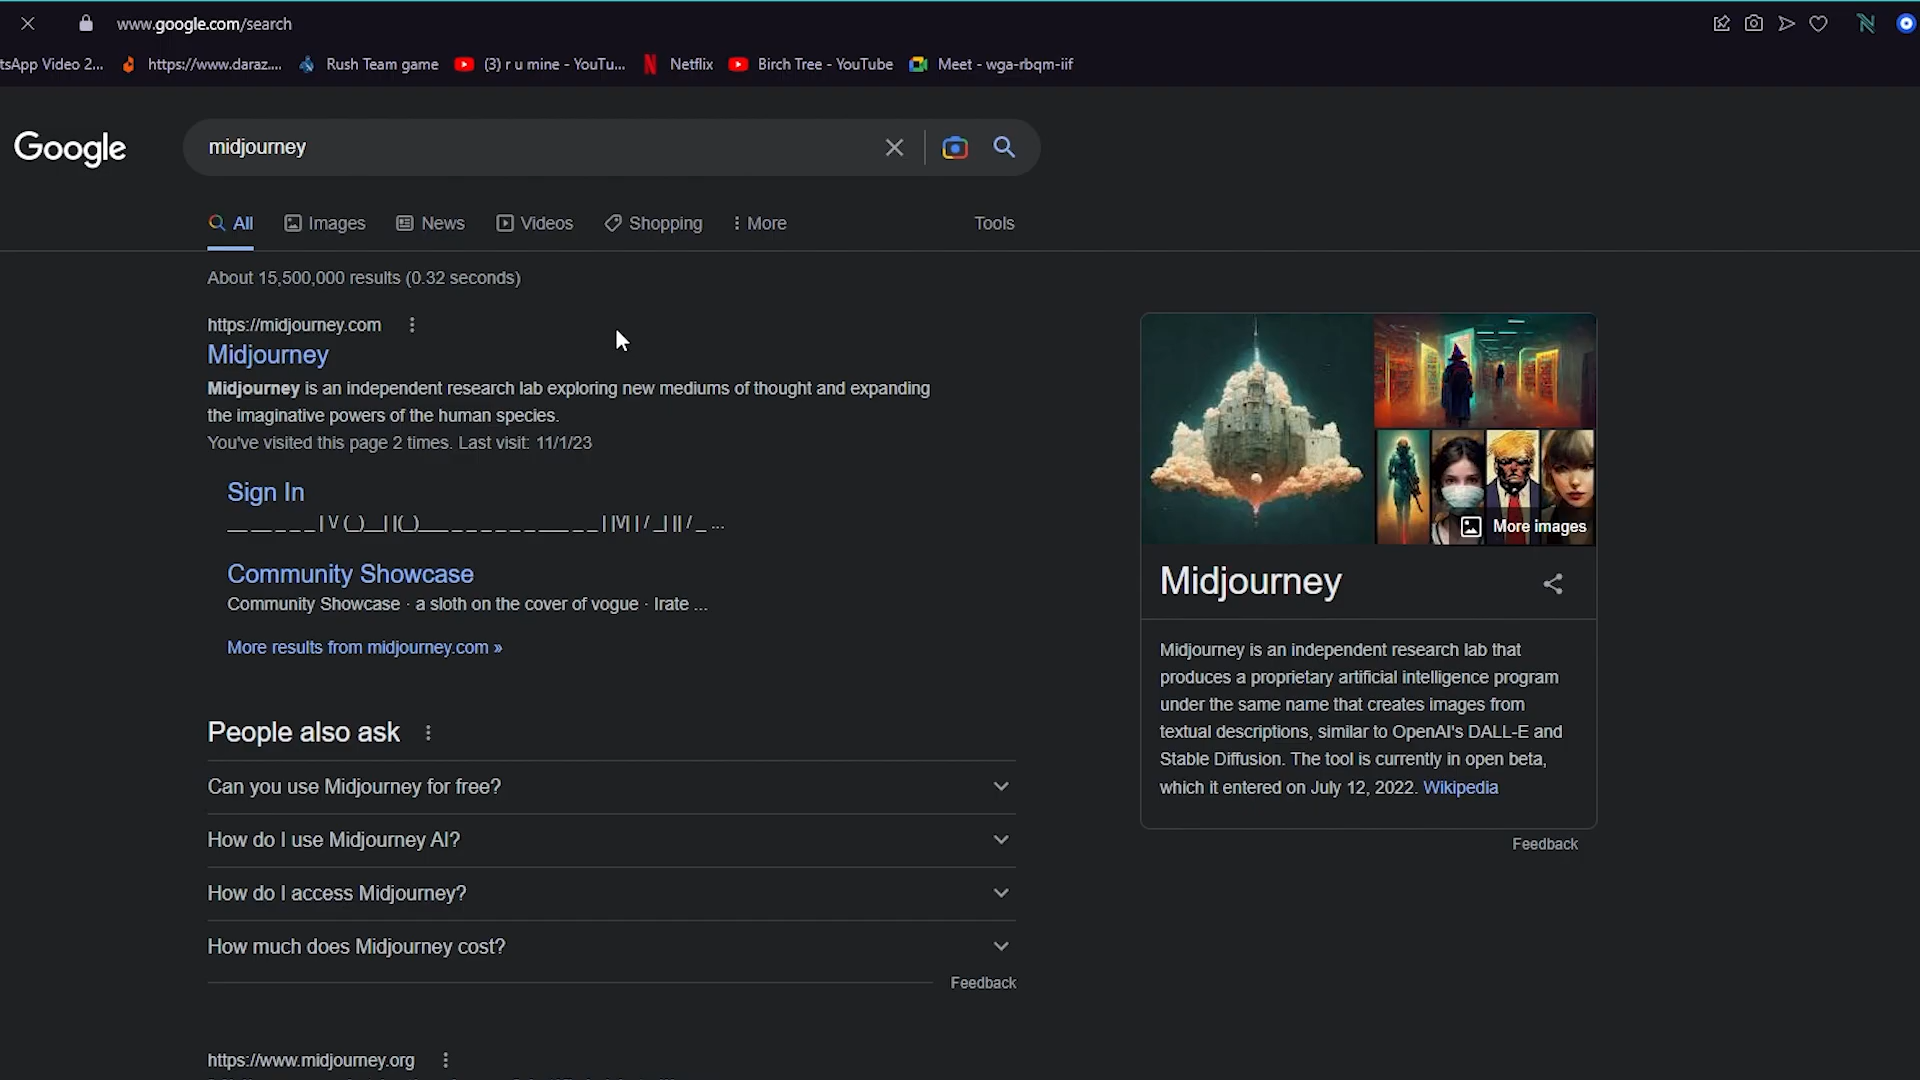 www.google.com/search
tsApp Video 2... https://www.daraz.... Rush Team game (3) r u mine - YouTu... Netflix Birch Tree - YouTube Meet - wga-rbqm-iif
Google
midjourney
All Images News Videos Shopping More Tools
About 15,500,000 results (0.32 seconds)
https://midjourney.com
Midjourney
Midjourney is an independent research lab exploring new mediums of thought and expanding
the imaginative powers of the human species.
You've visited this page 2 times. Last visit: 11/1/23
Sign In
__ __ _ _ _ _ | \/ (_)__| |(_)___ _ _ _ _ _ _ _ ___ _ _ | |\/| | / _| || / _ ...
Community Showcase
Community Showcase · a sloth on the cover of vogue · Irate ...
More results from midjourney.com »
People also ask
Can you use Midjourney for free?
How do I use Midjourney AI?
How do I access Midjourney?
How much does Midjourney cost?
Feedback
https://www.midjourney.org
More images
Midjourney
Midjourney is an independent research lab that
produces a proprietary artificial intelligence program
under the same name that creates images from
textual descriptions, similar to OpenAI's DALL-E and
Stable Diffusion. The tool is currently in open beta,
which it entered on July 12, 2022. Wikipedia
Feedback